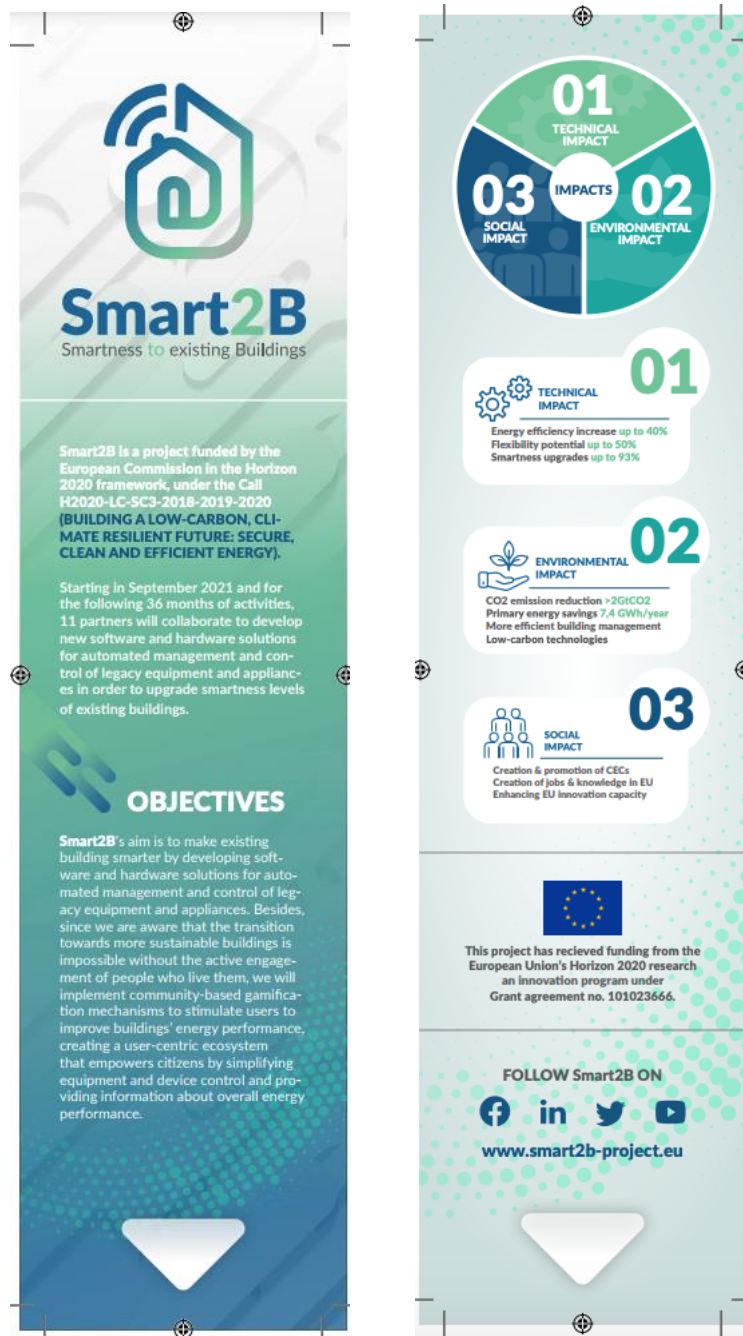 Smart2B
Smartness to existing Buildings
Smart2B is a project funded by the
European Commission in the Horizon
2020 framework, under the Call
H2020-LC-SC3-2018-2019-2020
(BUILDING A LOW-CARBON, CLI-
MATE RESILIENT FUTURE: SECURE,
CLEAN AND EFFICIENT ENERGY).
Starting in September 2021 and for
the following 36 months of activities,
11 partners will collaborate to develop
new software and hardware solutions
for automated management and con-
trol of legacy equipment and applianc-
es in order to upgrade smartness levels
of existing buildings.
OBJECTIVES
Smart2B's aim is to make existing
building smarter by developing soft-
ware and hardware solutions for auto-
mated management and control of leg-
acy equipment and appliances. Besides,
since we are aware that the transition
towards more sustainable buildings is
impossible without the active engage-
ment of people who live them, we will
implement community-based gamifica-
tion mechanisms to stimulate users to
improve buildings' energy performance,
creating a user-centric ecosystem
that empowers citizens by simplifying
equipment and device control and pro-
viding information about overall energy
performance.
01
TECHNICAL
IMPACT
IMPACTS
03
SOCIAL
IMPACT
02
ENVIRONMENTAL
IMPACT
01
TECHNICAL
IMPACT
Energy efficiency increase up to 40%
Flexibility potential up to 50%
Smartness upgrades up to 93%
02
ENVIRONMENTAL
IMPACT
CO2 emission reduction >2GtCO2
Primary energy savings 7,4 GWh/year
More efficient building management
Low-carbon technologies
03
SOCIAL
IMPACT
Creation & promotion of CECs
Creation of jobs & knowledge in EU
Enhancing EU innovation capacity
This project has recieved funding from the
European Union's Horizon 2020 research
an innovation program under
Grant agreement no. 101023666.
FOLLOW Smart2B ON
www.smart2b-project.eu